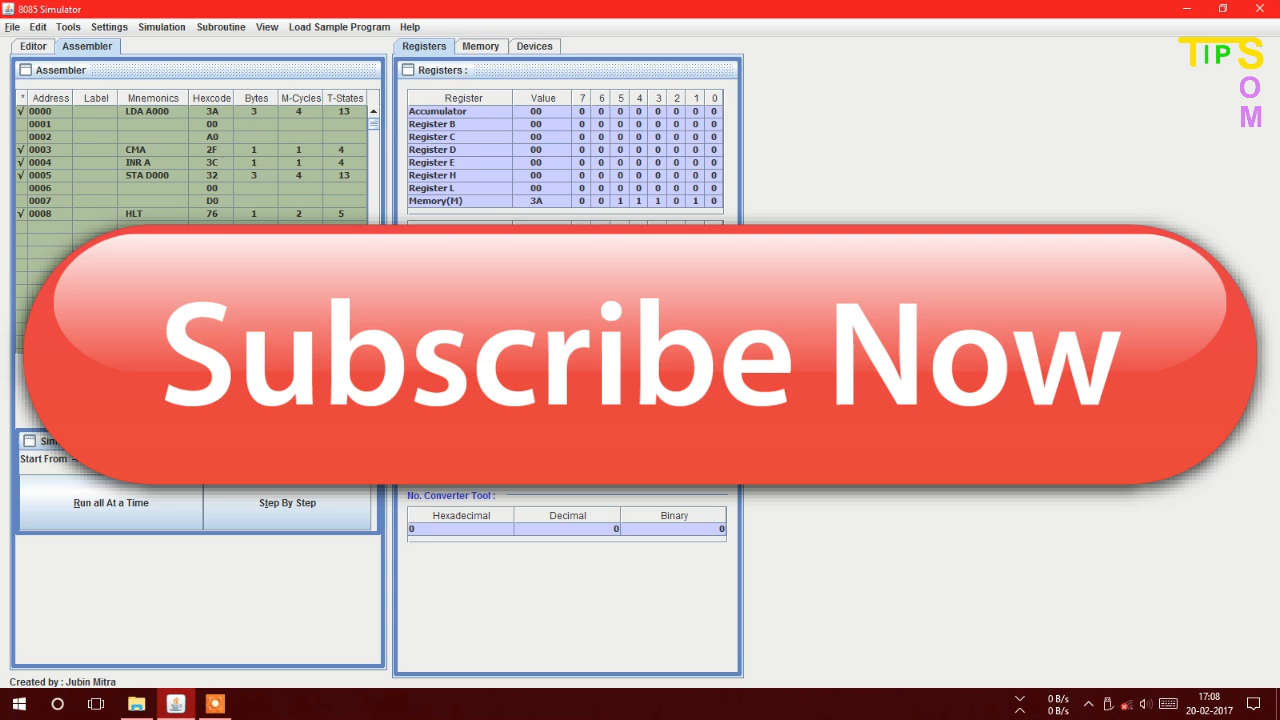 8085 Simulator
File Edit Tools Settings Simulation Subroutine View Load Sample Program Help
Editor Assembler
Registers Memory Devices
TIPS
OM
Assembler
* Address Label Mnemonics Hexcode Bytes M-Cycles T-States
√ 0000 LDA A000 3A 3 4 13
0001 00
0002 A0
√ 0003 CMA 2F 1 1 4
√ 0004 INR A 3C 1 1 4
√ 0005 STA D000 32 3 4 13
0006 00
0007 D0
√ 0008 HLT 76 1 2 5
Registers :
Register Value 7 6 5 4 3 2 1 0
Accumulator 00 0 0 0 0 0 0 0 0
Register B 00 0 0 0 0 0 0 0 0
Register C 00 0 0 0 0 0 0 0 0
Register D 00 0 0 0 0 0 0 0 0
Register E 00 0 0 0 0 0 0 0 0
Register H 00 0 0 0 0 0 0 0 0
Register L 00 0 0 0 0 0 0 0 0
Memory(M) 3A 0 0 1 1 1 0 1 0
Subscribe Now
Start From
Run all At a Time Step By Step
No. Converter Tool :
Hexadecimal Decimal Binary
0 0 0
Created by : Jubin Mitra
0 B/s
0 B/s
17:08
20-02-2017